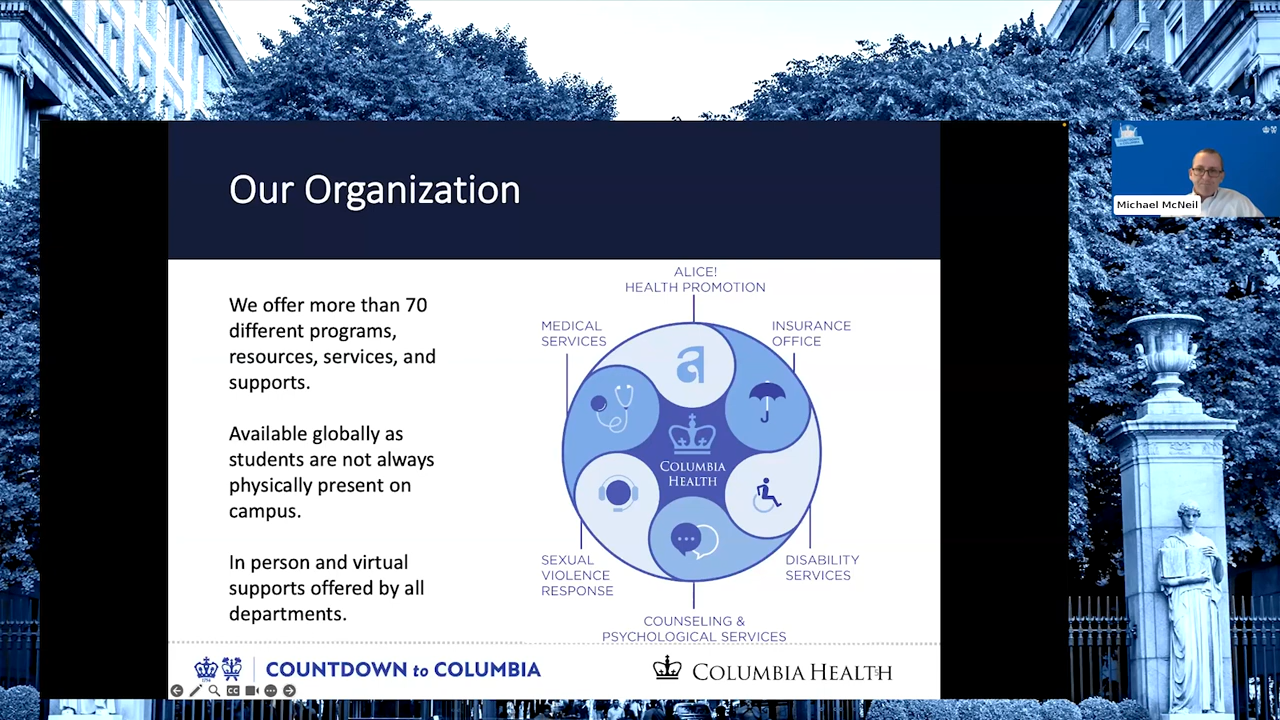 Our Organization
We offer more than 70
different programs,
resources, services, and
supports.
Available globally as
students are not always
physically present on
campus.
In person and virtual
supports offered by all
departments.
ALICE!
HEALTH PROMOTION
MEDICAL
SERVICES
INSURANCE
OFFICE
a
COLUMBIA
HEALTH
SEXUAL
VIOLENCE
RESPONSE
DISABILITY
SERVICES
COUNSELING &
PSYCHOLOGICAL SERVICES
COUNTDOWN to COLUMBIA
COLUMBIA HEALTH
CC
Michael McNeil